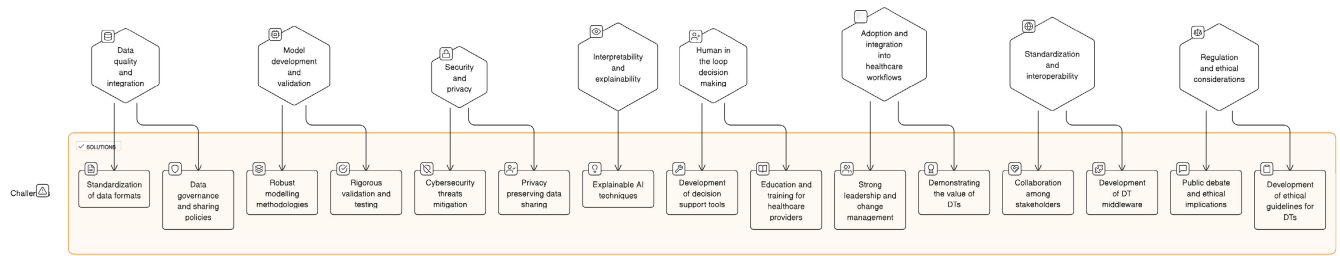 Data
quality
and
integration
Model
development
and
validation
Security
and
privacy
Interpretability
and
explainability
Human in
the loop
decision
making
Adoption and
integration
into
healthcare
workflows
Standardization
and
interoperability
Regulation
and ethical
considerations
SOLUTIONS
Standardization
of data formats
Data
governance
and sharing
policies
Robust
modelling
methodologies
Rigorous
validation and
testing
Cybersecurity
threats
mitigation
Privacy
preserving data
sharing
Explainable AI
techniques
Development
of decision
support tools
Education and
training for
healthcare
providers
Strong
leadership and
change
management
Demonstrating
the value of
DTs
Collaboration
among
stakeholders
Development
of DT
middleware
Public debate
and ethical
implications
Development
of ethical
guidelines for
DTs